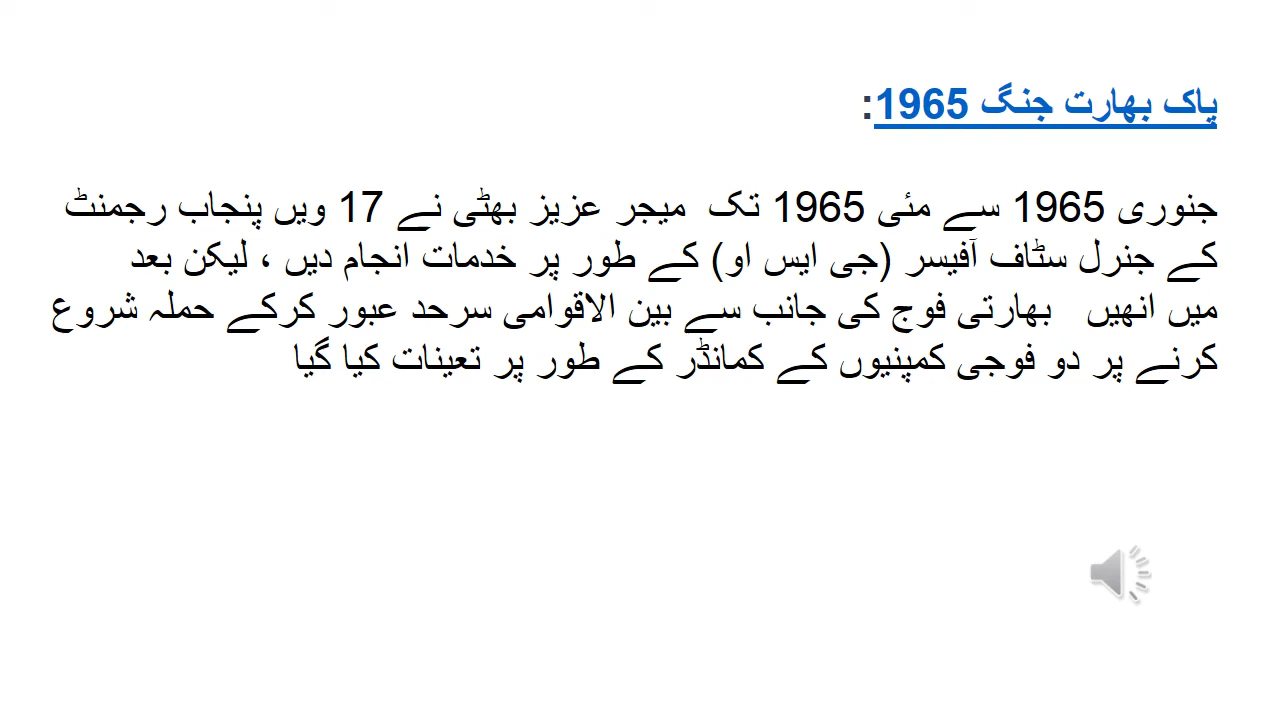 پاک بھارت جنگ 1965:
جنوری 1965 سے مئی 1965 تک میجر عزیز بھٹی نے 17 ویں پنجاب رجمنٹ
کے جنرل سٹاف آفیسر (جی ایس او) کے طور پر خدمات انجام دیں ، لیکن بعد
میں انھیں بھارتی فوج کی جانب سے بین الاقوامی سرحد عبور کرکے حملہ شروع
کرنے پر دو فوجی کمپنیوں کے کمانڈر کے طور پر تعینات کیا گیا